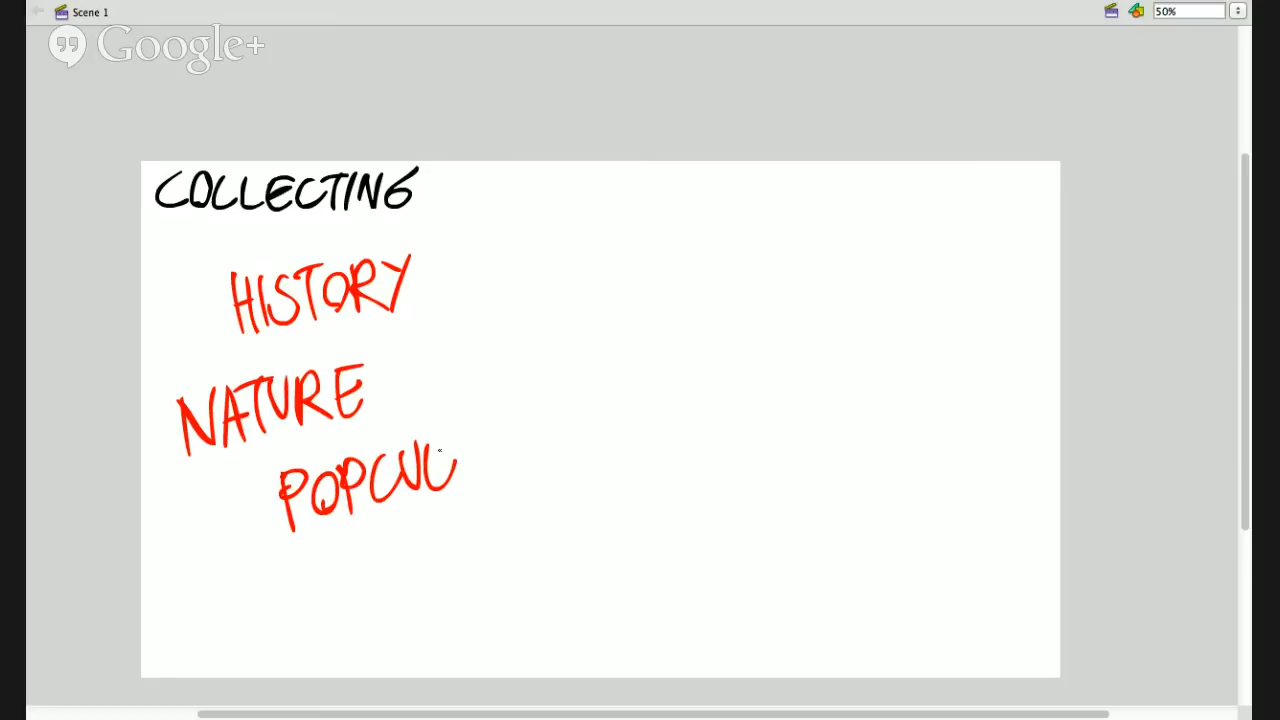 Scene 1
50%
Google+
COLLECTING
HISTORY
NATURE
POPCUL